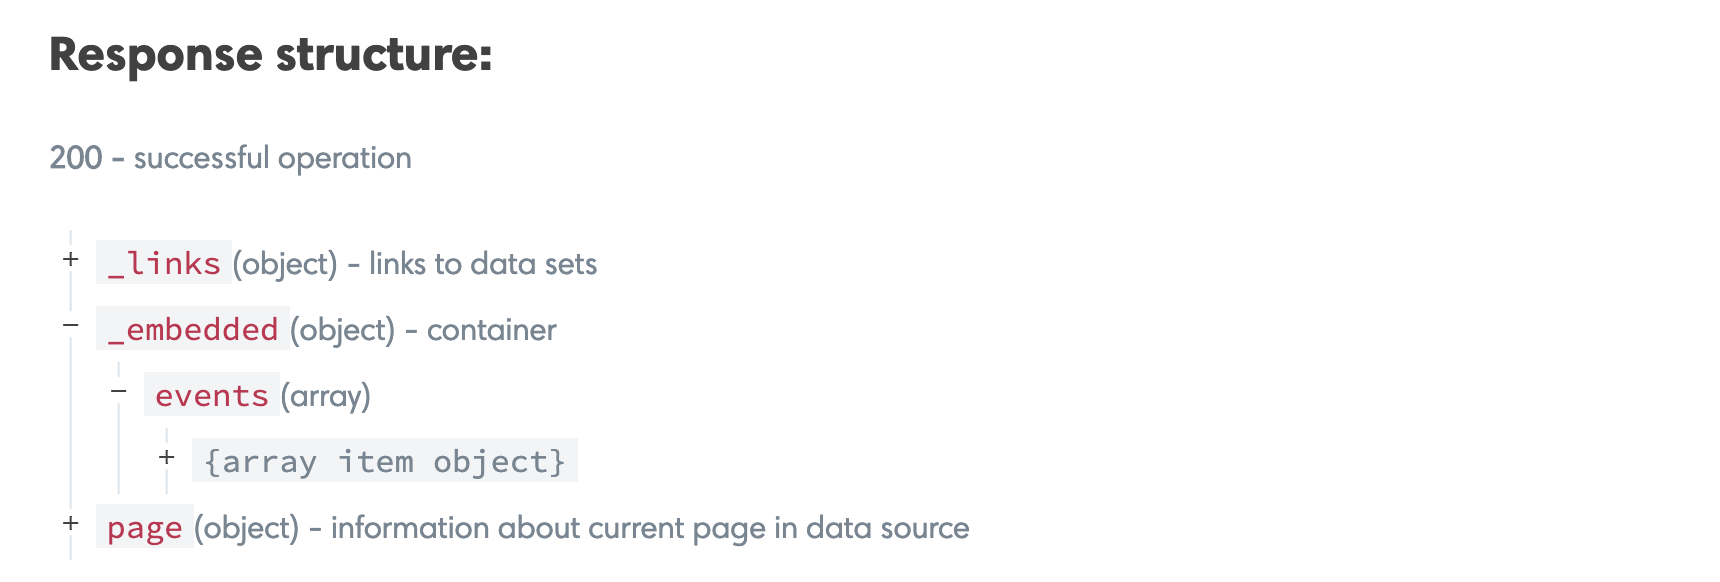 Response structure:
200 - successful operation
+ _links (object) - links to data sets
− _embedded (object) - container
− events (array)
+ {array item object}
+ page (object) - information about current page in data source